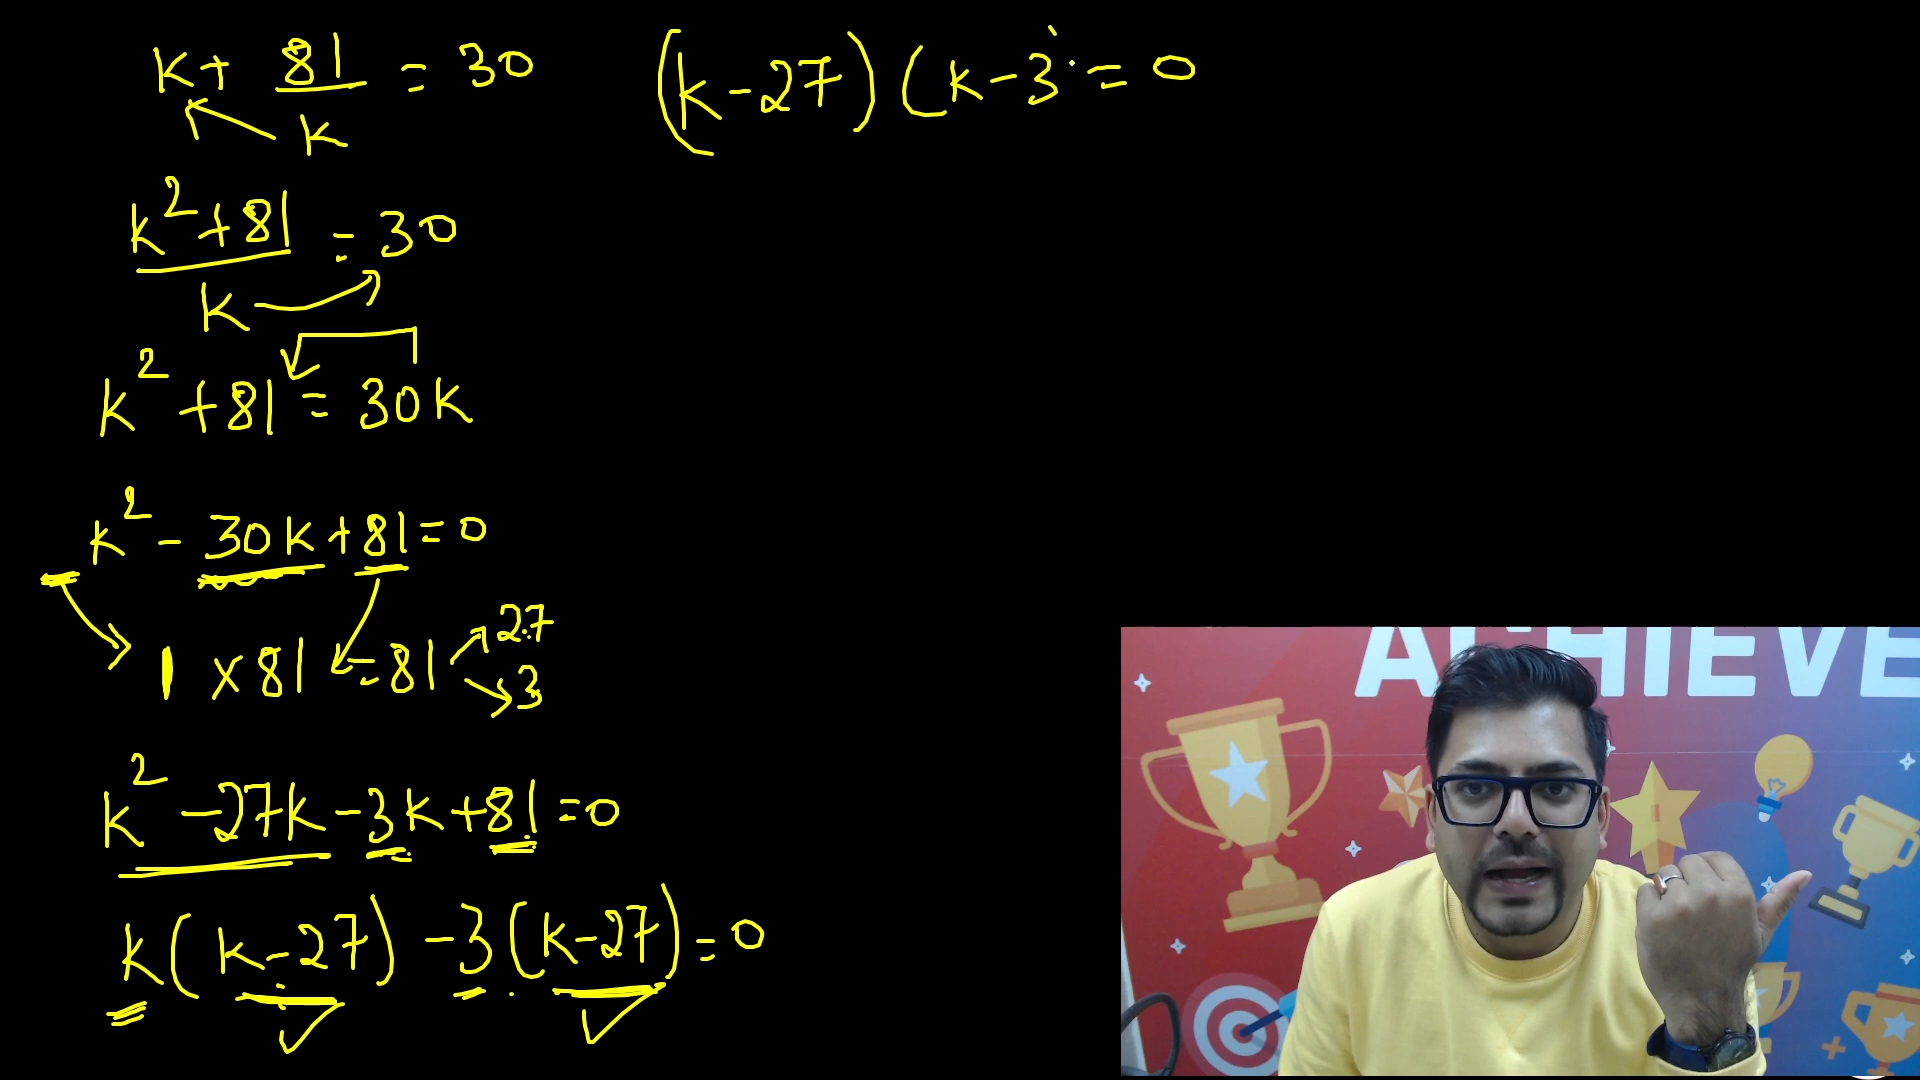 k + 81/k = 30
(k² + 81)/k = 30
k² + 81 = 30k
k² - 30k + 81 = 0
1 × 81 = 81
27
3
k² - 27k - 3k + 81 = 0
k(k - 27) - 3(k - 27) = 0
(k - 27)(k - 3 = 0
ACHIEVE